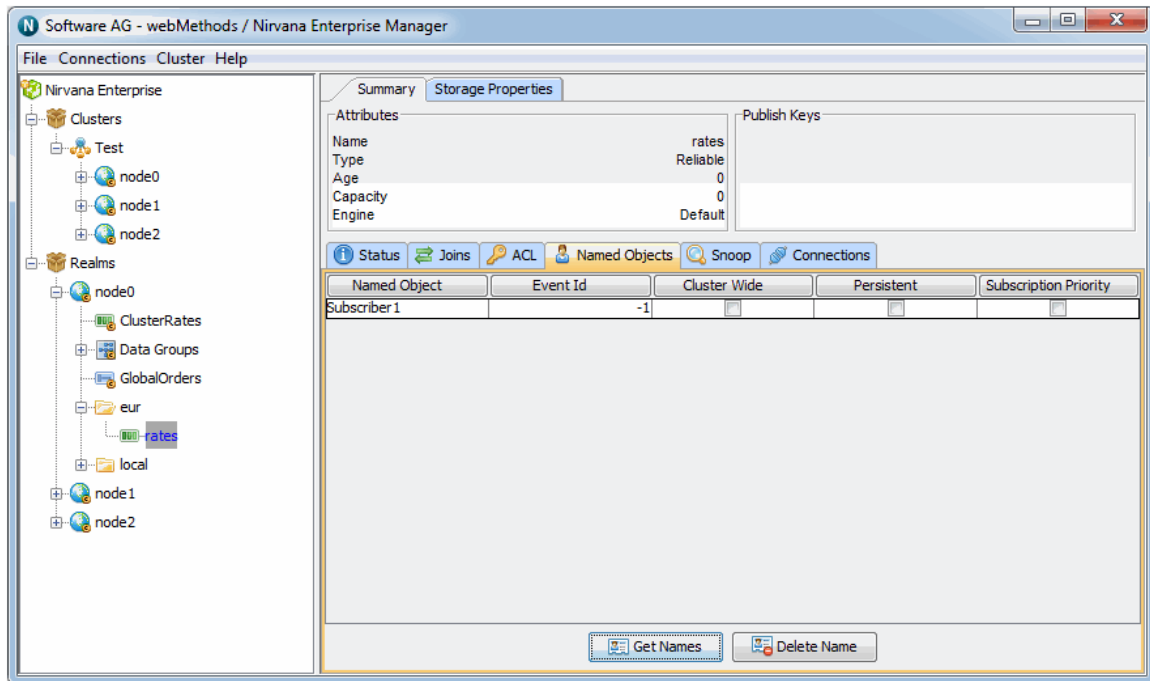 Software AG - webMethods / Nirvana Enterprise Manager
File Connections Cluster Help
Nirvana Enterprise
Clusters
Test
node0
node1
node2
Realms
node0
ClusterRates
Data Groups
GlobalOrders
eur
rates
local
node1
node2
Summary Storage Properties
Attributes Publish Keys
Name rates
Type Reliable
Age 0
Capacity 0
Engine Default
Status Joins ACL Named Objects Snoop Connections
Named Object Event Id Cluster Wide Persistent Subscription Priority
Subscriber1 -1
Get Names Delete Name